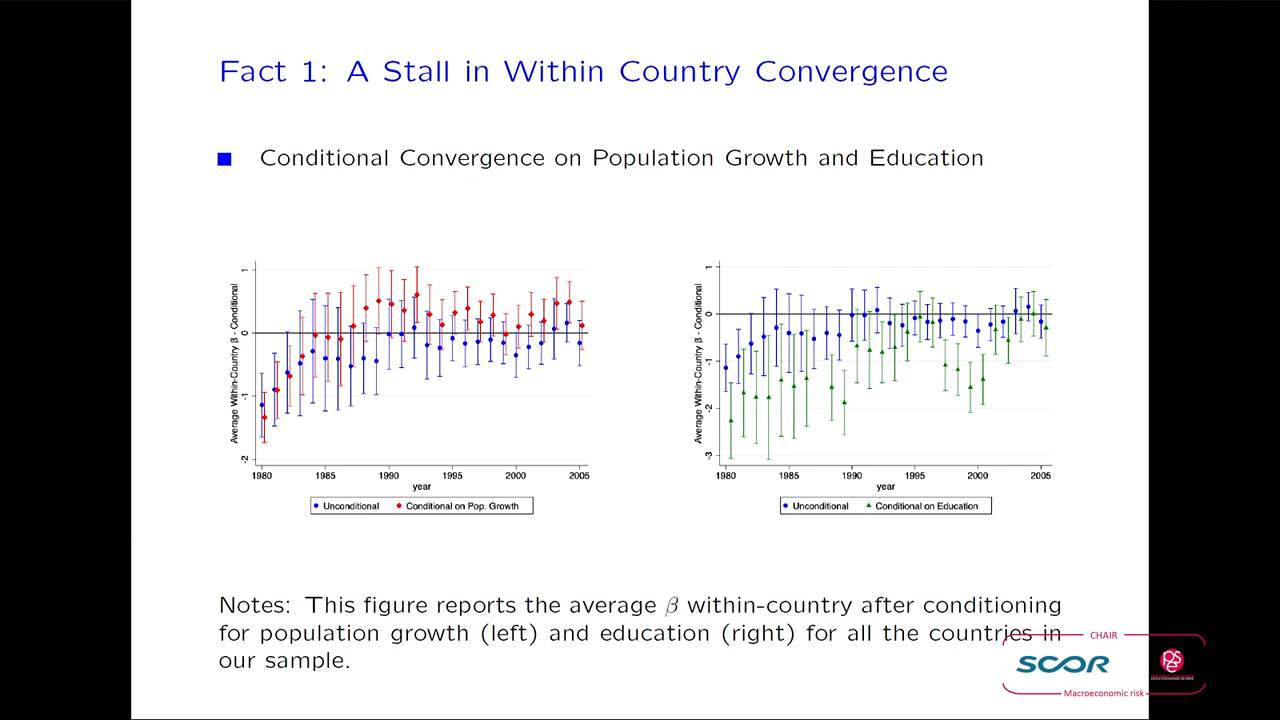 Fact 1: A Stall in Within Country Convergence
Conditional Convergence on Population Growth and Education
Average Within-Country β - Conditional
1
0
-1
-2
1980 1985 1990 1995 2000 2005
year
Unconditional Conditional on Pop. Growth
Average Within-Country β - Conditional
1
0
-1
-2
-3
1980 1985 1990 1995 2000 2005
year
Unconditional Conditional on Education
Notes: This figure reports the average β within-country after conditioning
for population growth (left) and education (right) for all the countries in
our sample.
CHAIR
SCOR
pse
Macroeconomic risk